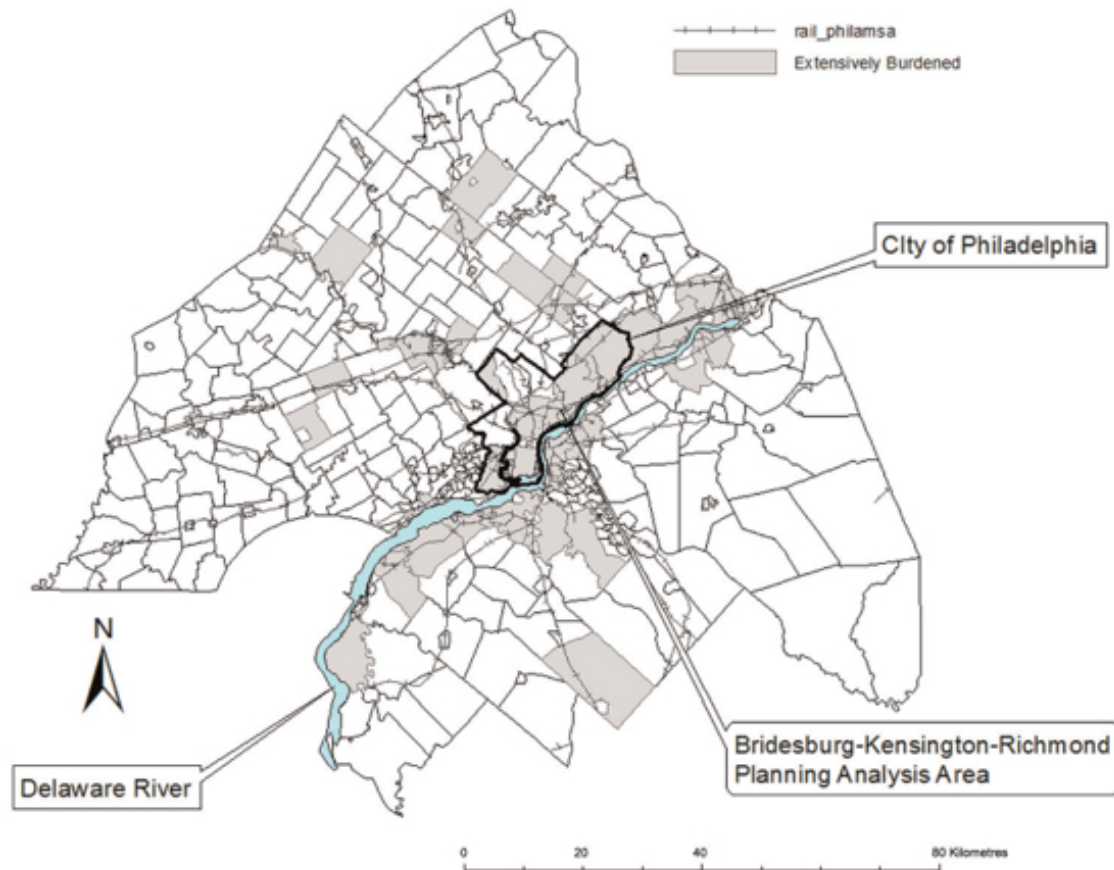 rail_philamsa
Extensively Burdened
CIty of Philadelphia
N
Bridesburg-Kensington-Richmond
Planning Analysis Area
Delaware River
0 20 40 80 Kilometres